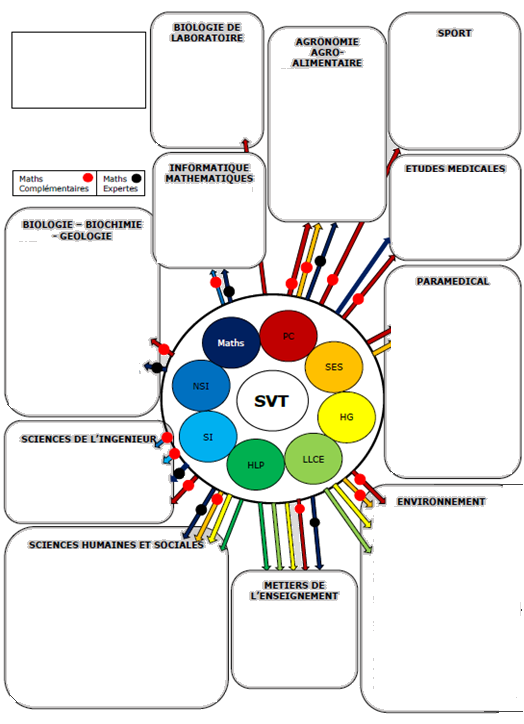 BIOLOGIE DE
LABORATOIRE
AGRONOMIE
AGRO-
ALIMENTAIRE
SPORT
INFORMATIQUE
MATHEMATIQUES
ETUDES MEDICALES
Maths
Complémentaires
Maths
Expertes
BIOLOGIE – BIOCHIMIE
- GEOLOGIE
PARAMEDICAL
Maths
PC
NSI
SES
SVT
HG
SI
HLP
LLCE
SCIENCES DE L'INGENIEUR
ENVIRONNEMENT
SCIENCES HUMAINES ET SOCIALES
METIERS DE
L'ENSEIGNEMENT